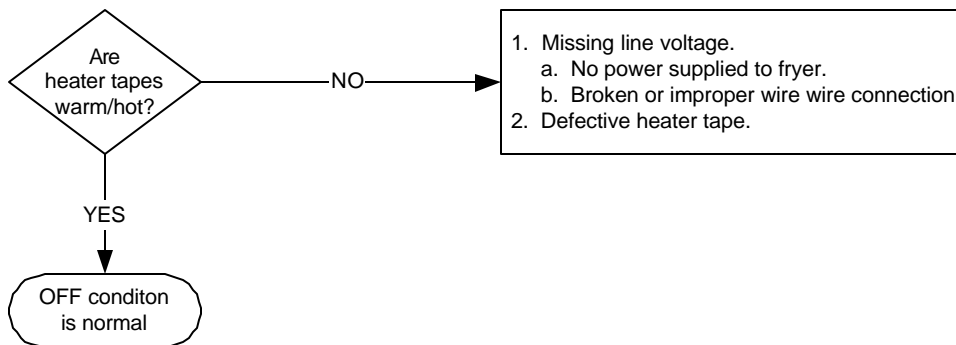 Are
heater tapes
warm/hot?
NO
1. Missing line voltage.
a. No power supplied to fryer.
b. Broken or improper wire wire connection
2. Defective heater tape.
YES
OFF conditon
is normal